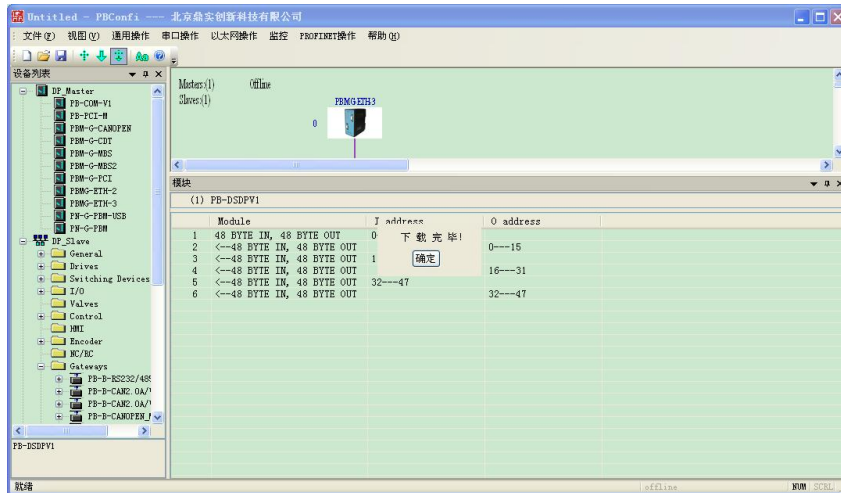 Untitled - PBConfi --- 北京鼎实创新科技有限公司
文件(F) 视图(V) 通用操作 串口操作 以太网操作 监控 PROFINET操作 帮助(H)
设备列表
DP_Master
PB-COM-V1
PB-PCI-M
PBM-G-CANOPEN
PBM-G-CDT
PBM-G-MBS
PBM-G-MBS2
PBM-G-PCI
PBMG-ETH-2
PBMG-ETH-3
PN-G-PBM-USB
PN-G-PBM
DP_Slave
General
Drives
Switching Devices
I/O
Valves
Control
HMI
Encoder
NC/RC
Gateways
PB-B-RS232/485
PB-B-CAN2.0A/
PB-B-CAN2.0A/
PB-B-CANOPEN_
PB-DSDPV1
Masters:(1) Offline
Slaves:(1)
PBMGETH3
0
模块
(1) PB-DSDPV1
Module I address O address
1 48 BYTE IN, 48 BYTE OUT 0
2 <--48 BYTE IN, 48 BYTE OUT 0---15
3 <--48 BYTE IN, 48 BYTE OUT 1
4 <--48 BYTE IN, 48 BYTE OUT 16---31
5 <--48 BYTE IN, 48 BYTE OUT 32---47
6 <--48 BYTE IN, 48 BYTE OUT 32---47
下载完毕!
确定
就绪
offline
NUM SCRL